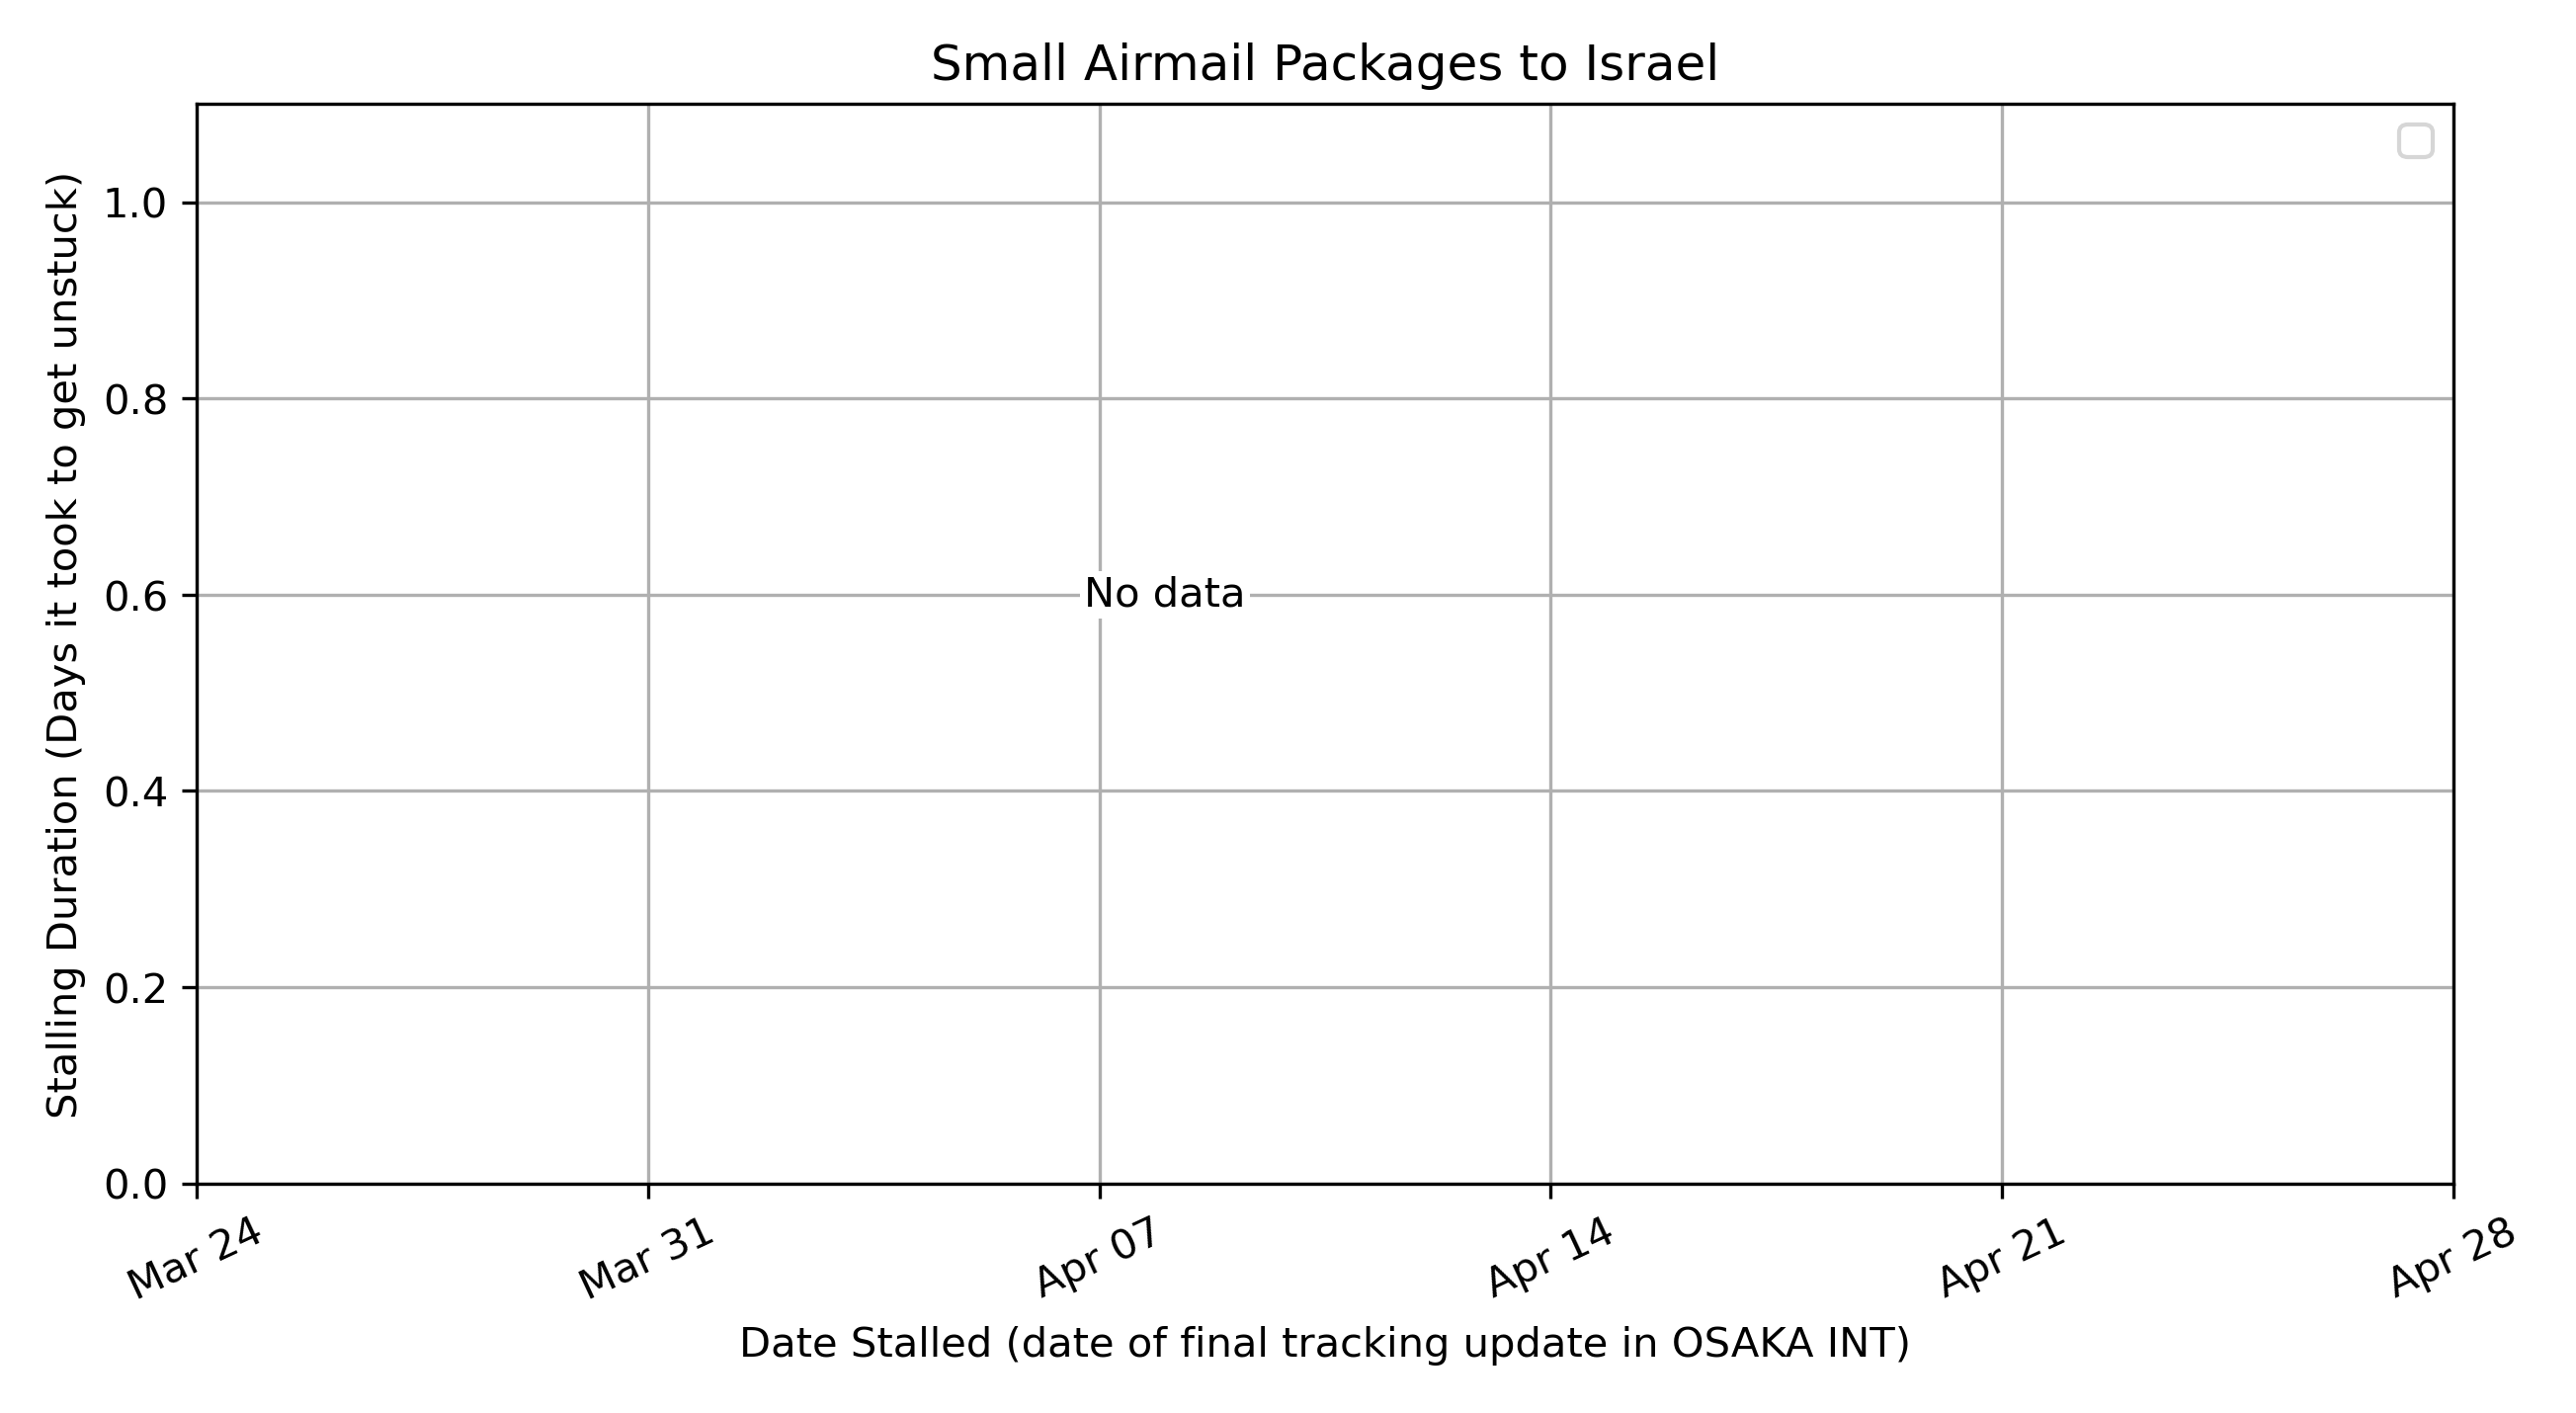 Small Airmail Packages to Israel
Stalling Duration (Days it took to get unstuck)
1.0
0.8
0.6
0.4
0.2
0.0
No data
Mar 24
Mar 31
Apr 07
Apr 14
Apr 21
Apr 28
Date Stalled (date of final tracking update in OSAKA INT)